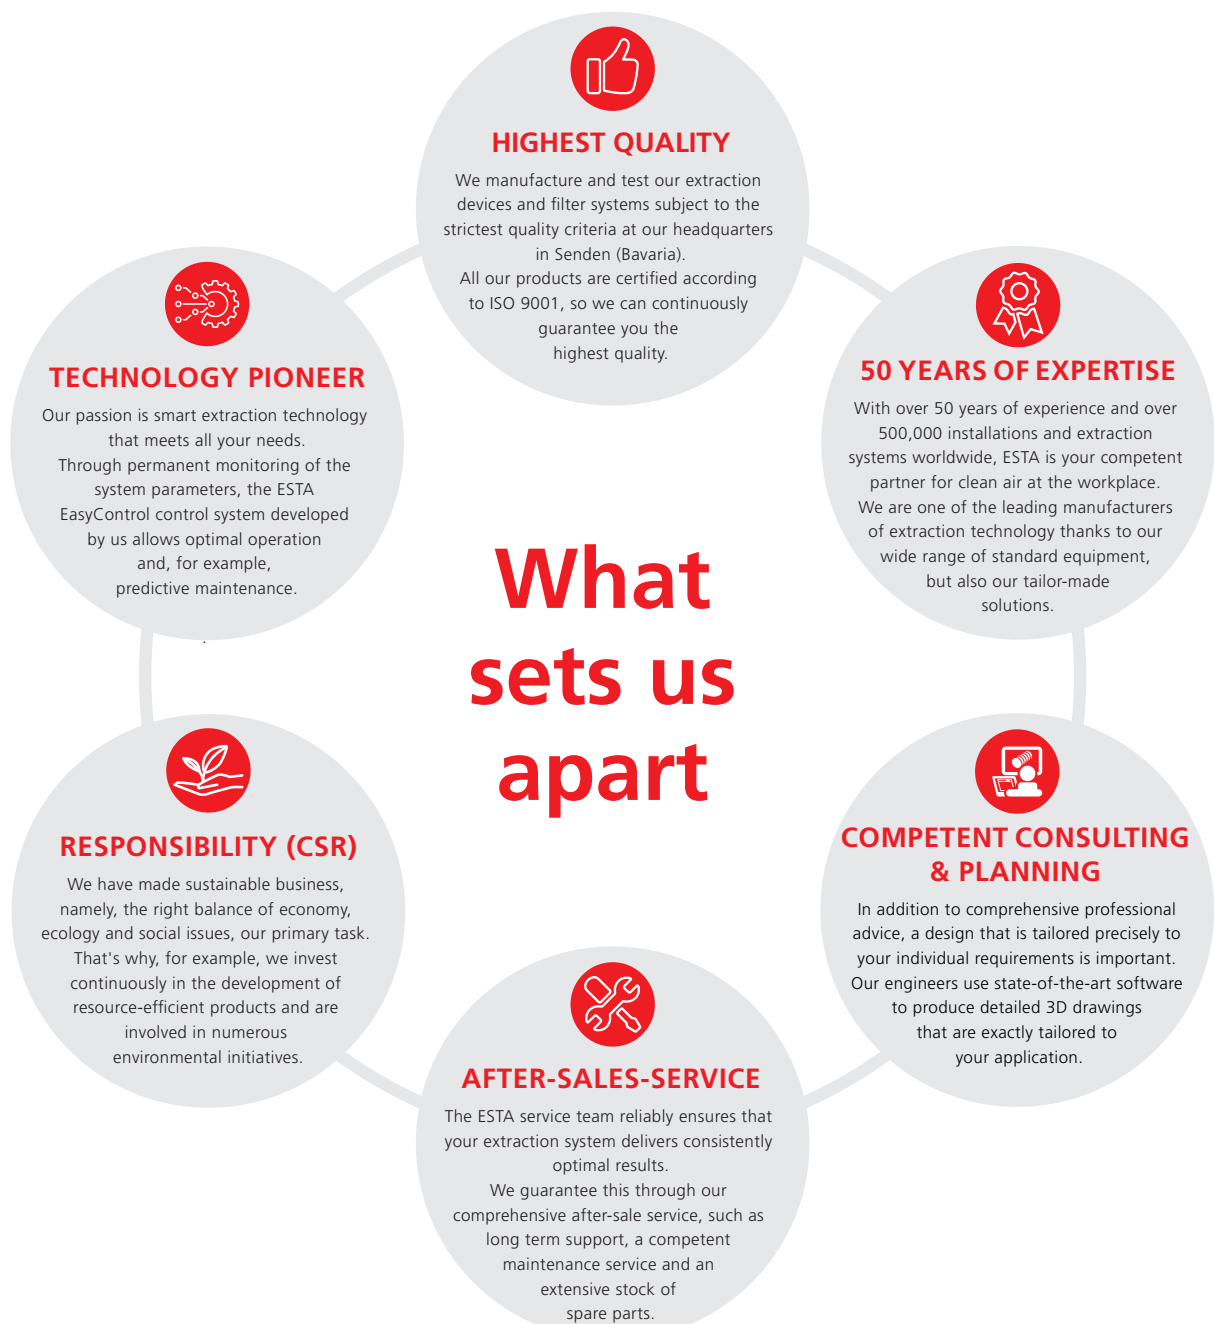 HIGHEST QUALITY
We manufacture and test our extraction
devices and filter systems subject to the
strictest quality criteria at our headquarters
in Senden (Bavaria).
All our products are certified according
to ISO 9001, so we can continuously
guarantee you the
highest quality.
50 YEARS OF EXPERTISE
With over 50 years of experience and over
500,000 installations and extraction
systems worldwide, ESTA is your competent
partner for clean air at the workplace.
We are one of the leading manufacturers
of extraction technology thanks to our
wide range of standard equipment,
but also our tailor-made
solutions.
COMPETENT CONSULTING
& PLANNING
In addition to comprehensive professional
advice, a design that is tailored precisely to
your individual requirements is important.
Our engineers use state-of-the-art software
to produce detailed 3D drawings
that are exactly tailored to
your application.
AFTER-SALES-SERVICE
The ESTA service team reliably ensures that
your extraction system delivers consistently
optimal results.
We guarantee this through our
comprehensive after-sale service, such as
long term support, a competent
maintenance service and an
extensive stock of
spare parts.
RESPONSIBILITY (CSR)
We have made sustainable business,
namely, the right balance of economy,
ecology and social issues, our primary task.
That's why, for example, we invest
continuously in the development of
resource-efficient products and are
involved in numerous
environmental initiatives.
TECHNOLOGY PIONEER
Our passion is smart extraction technology
that meets all your needs.
Through permanent monitoring of the
system parameters, the ESTA
EasyControl control system developed
by us allows optimal operation
and, for example,
predictive maintenance.
.
What
sets us
apart